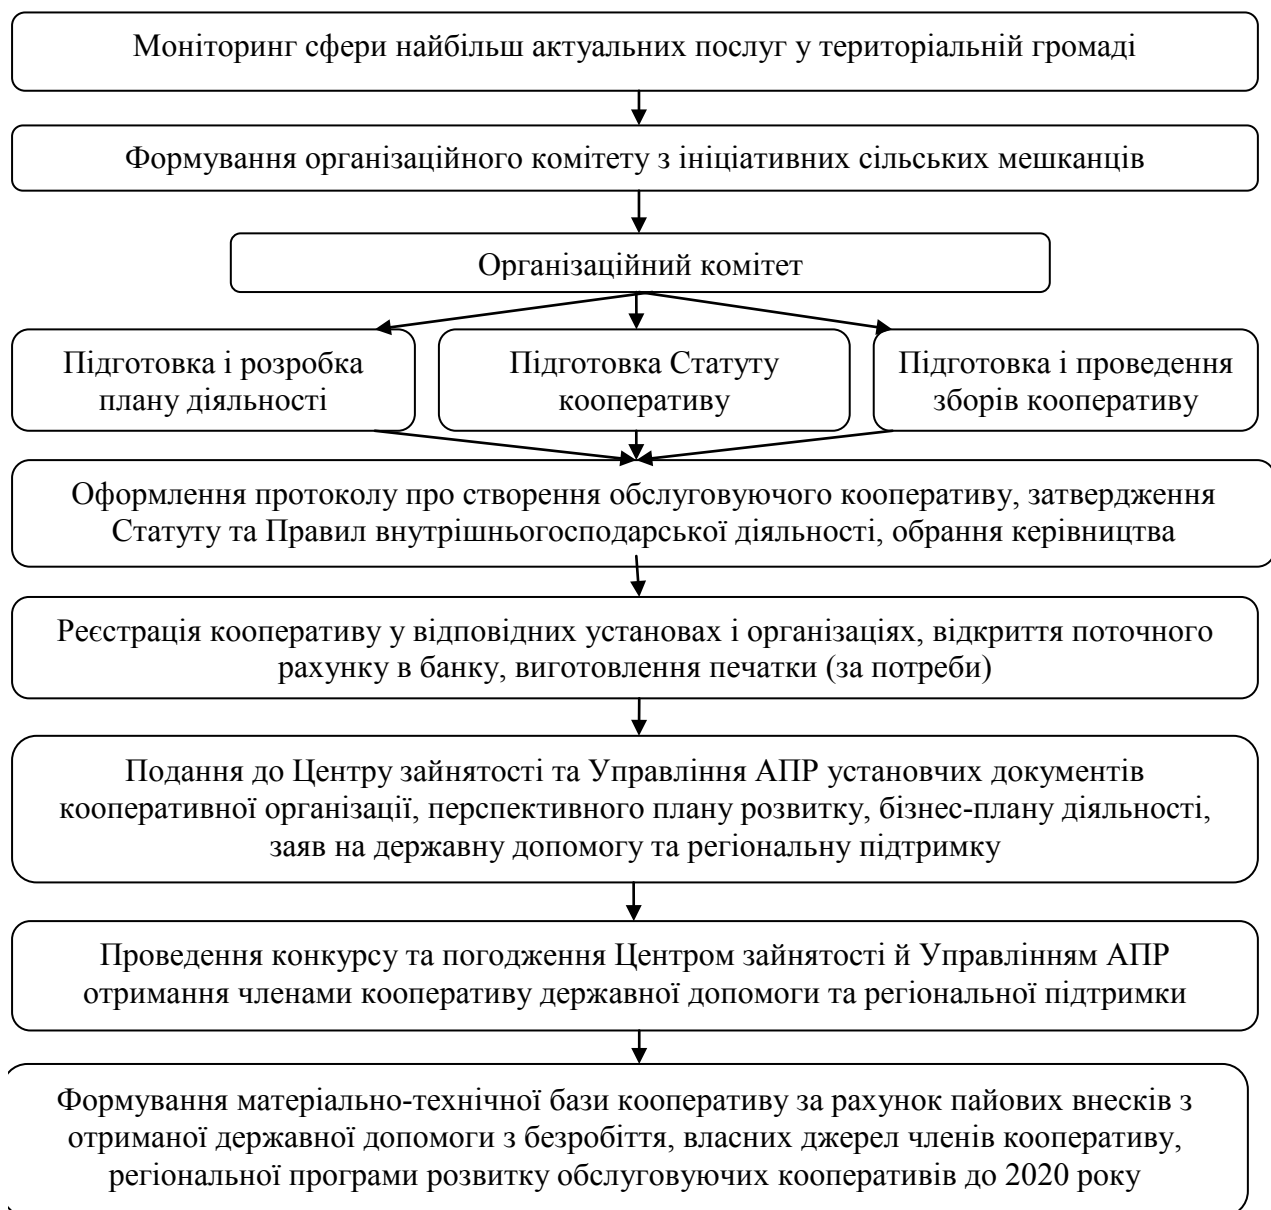 Моніторинг сфери найбільш актуальних послуг у територіальній громаді
Формування організаційного комітету з ініціативних сільських мешканців
Організаційний комітет
Підготовка і розробка
плану діяльності
Підготовка Статуту
кооперативу
Підготовка і проведення
зборів кооперативу
Оформлення протоколу про створення обслуговуючого кооперативу, затвердження
Статуту та Правил внутрішньогосподарської діяльності, обрання керівництва
Реєстрація кооперативу у відповідних установах і організаціях, відкриття поточного
рахунку в банку, виготовлення печатки (за потреби)
Подання до Центру зайнятості та Управління АПР установчих документів
кооперативної організації, перспективного плану розвитку, бізнес-плану діяльності,
заяв на державну допомогу та регіональну підтримку
Проведення конкурсу та погодження Центром зайнятості й Управлінням АПР
отримання членами кооперативу державної допомоги та регіональної підтримки
Формування матеріально-технічної бази кооперативу за рахунок пайових внесків з
отриманої державної допомоги з безробіття, власних джерел членів кооперативу,
регіональної програми розвитку обслуговуючих кооперативів до 2020 року